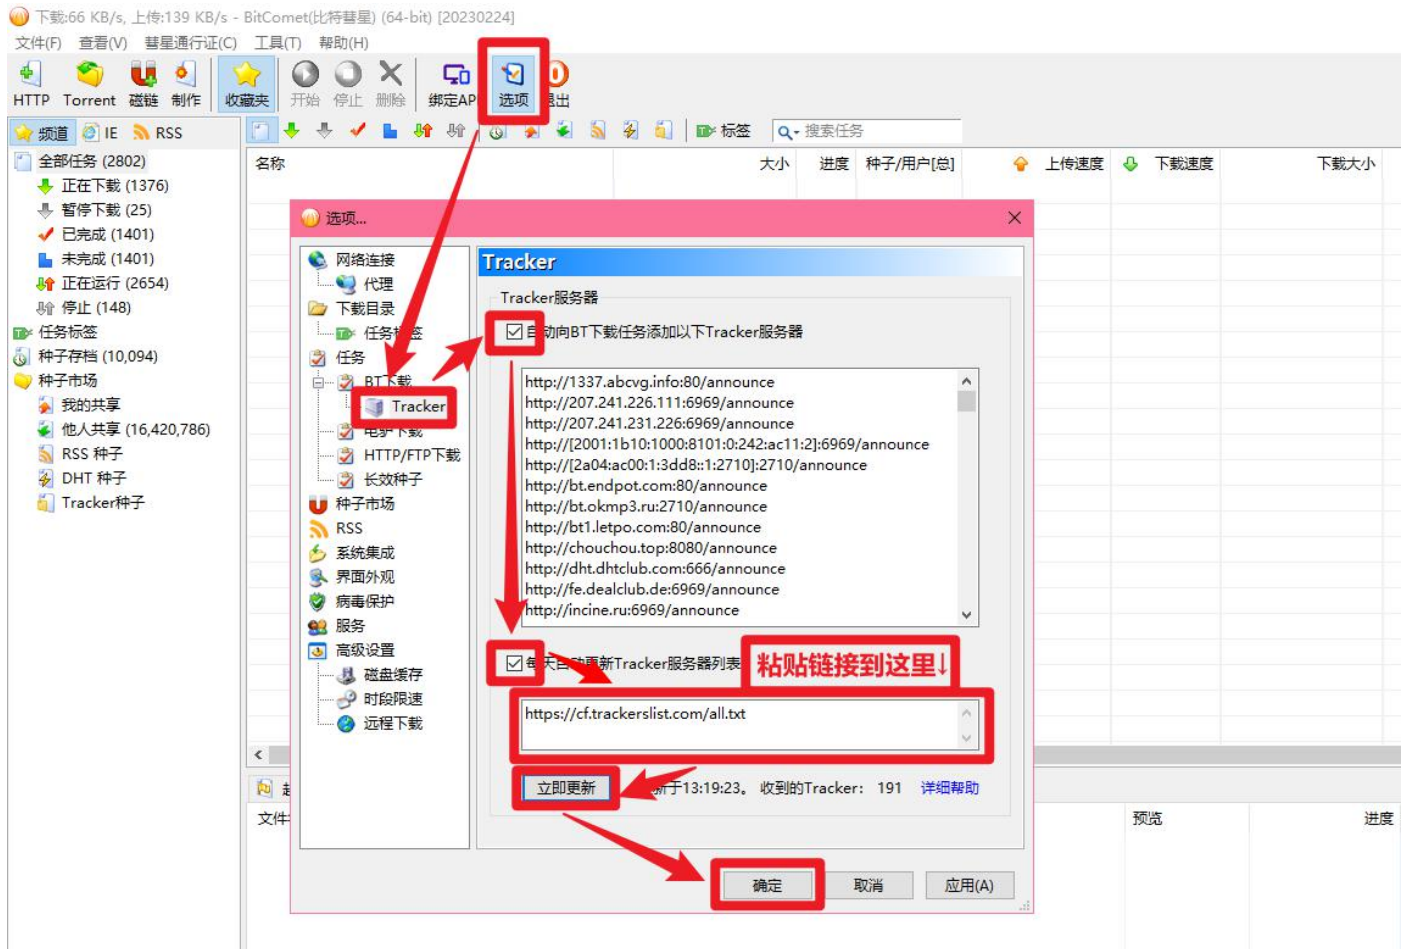 下载:66 KB/s, 上传:139 KB/s - BitComet(比特彗星) (64-bit) [20230224]
文件(F) 查看(V) 彗星通行证(C) 工具(T) 帮助(H)
HTTP Torrent 磁链 制作 收藏夹 开始 停止 删除 绑定AP 选项 退出
频道 IE RSS 标签 搜索任务
全部任务 (2802)
正在下载 (1376)
暂停下载 (25)
已完成 (1401)
未完成 (1401)
正在运行 (2654)
停止 (148)
任务标签
种子存档 (10,094)
种子市场
我的共享
他人共享 (16,420,786)
RSS 种子
DHT 种子
Tracker种子
名称 大小 进度 种子/用户[总] 上传速度 下载速度 下载大小
选项...
网络连接
代理
下载目录
任务标签
任务
BT下载
Tracker
电驴下载
HTTP/FTP下载
长效种子
种子市场
RSS
系统集成
界面外观
病毒保护
服务
高级设置
磁盘缓存
时段限速
远程下载
Tracker
Tracker服务器
自动向BT下载任务添加以下Tracker服务器
http://1337.abcvg.info:80/announce
http://207.241.226.111:6969/announce
http://207.241.231.226:6969/announce
http://[2001:1b10:1000:8101:0:242:ac11:2]:6969/announce
http://[2a04:ac00:1:3dd8::1:2710]:2710/announce
http://bt.endpot.com:80/announce
http://bt.okmp3.ru:2710/announce
http://bt1.letpo.com:80/announce
http://chouchou.top:8080/announce
http://dht.dhtclub.com:666/announce
http://fe.dealclub.de:6969/announce
http://incine.ru:6969/announce
每天自动更新Tracker服务器列表
粘贴链接到这里↓
https://cf.trackerslist.com/all.txt
立即更新 新于13:19:23。 收到的Tracker: 191 详细帮助
确定 取消 应用(A)
文件 预览 进度